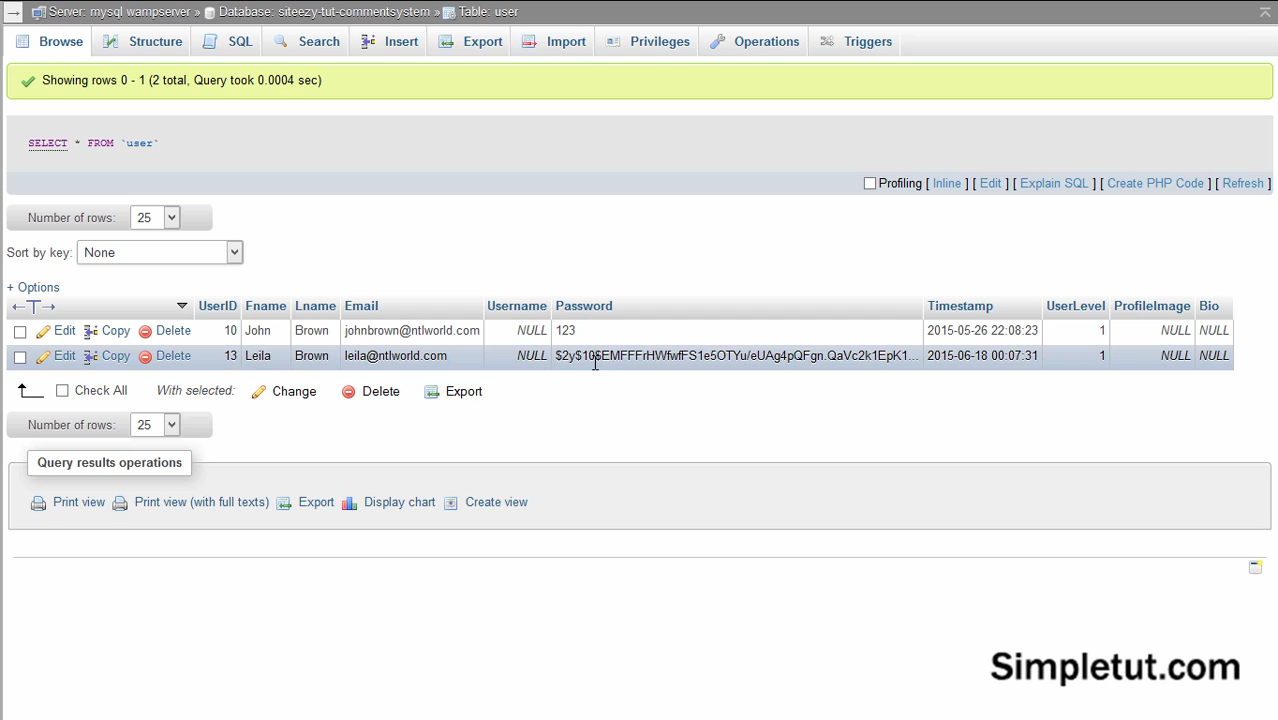 Server: mysql wampserver » Database: siteezy-tut-commentsystem » Table: user
Browse Structure SQL Search Insert Export Import Privileges Operations Triggers
Showing rows 0 - 1 (2 total, Query took 0.0004 sec)
SELECT * FROM `user`
Profiling [ Inline ] [ Edit ] [ Explain SQL ] [ Create PHP Code ] [ Refresh ]
Number of rows: 25
Sort by key: None
+ Options
UserID Fname Lname Email Username Password Timestamp UserLevel ProfileImage Bio
Edit Copy Delete 10 John Brown johnbrown@ntlworld.com NULL 123 2015-05-26 22:08:23 1 NULL NULL
Edit Copy Delete 13 Leila Brown leila@ntlworld.com NULL 2015-06-18 00:07:31 1 NULL NULL
Check All With selected: Change Delete Export
Number of rows: 25
Query results operations
Print view Print view (with full texts) Export Display chart Create view
Simpletut.com